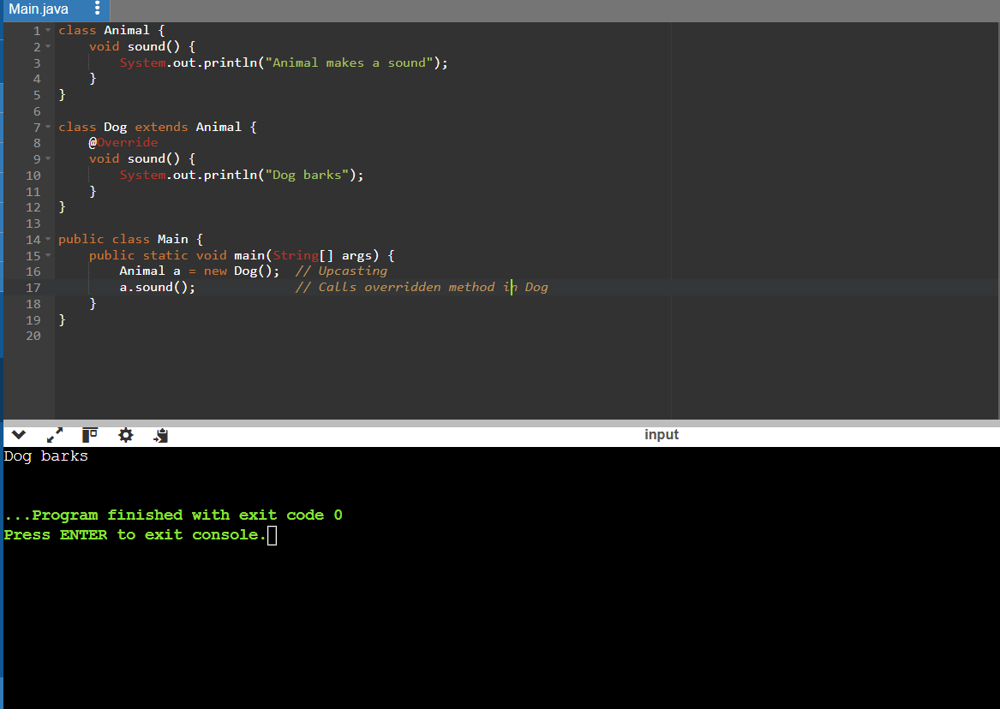 Main.java
1 class Animal {
2     void sound() {
3         System.out.println("Animal makes a sound");
4     }
5 }
6
7 class Dog extends Animal {
8     @Override
9     void sound() {
10         System.out.println("Dog barks");
11     }
12 }
13
14 public class Main {
15     public static void main(String[] args) {
16         Animal a = new Dog();  // Upcasting
17         a.sound();             // Calls overridden method in Dog
18     }
19 }
20
input
Dog barks
...Program finished with exit code 0
Press ENTER to exit console.